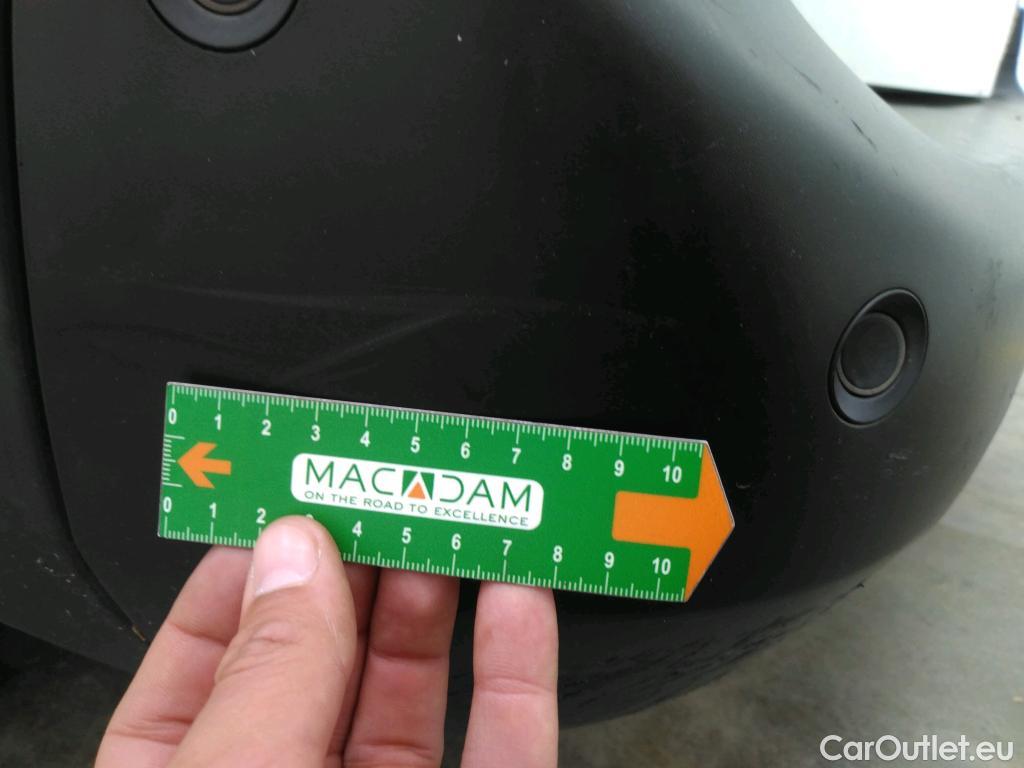 0 1 2 3 4 5 6 7 8 9 10
MACADAM
ON THE ROAD TO EXCELLENCE
0 1 2 3 4 5 6 7 8 9 10
CarOutlet.eu